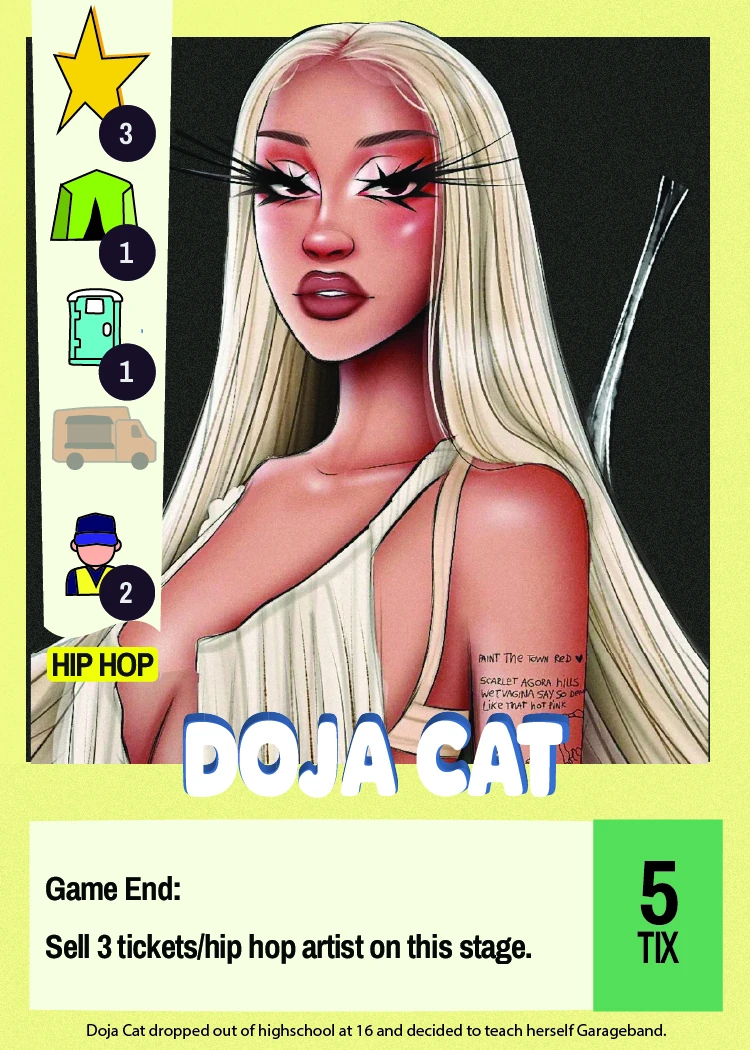 3
1
1
2
HIP HOP
PAINT THE TOWN RED
SCARLET AGORA HILLS
WETVAGINA SAY SO
LIKE THAT HOT PINK
DOJA CAT
Game End:
Sell 3 tickets/hip hop artist on this stage.
5
TIX
Doja Cat dropped out of highschool at 16 and decided to teach herself Garageband.